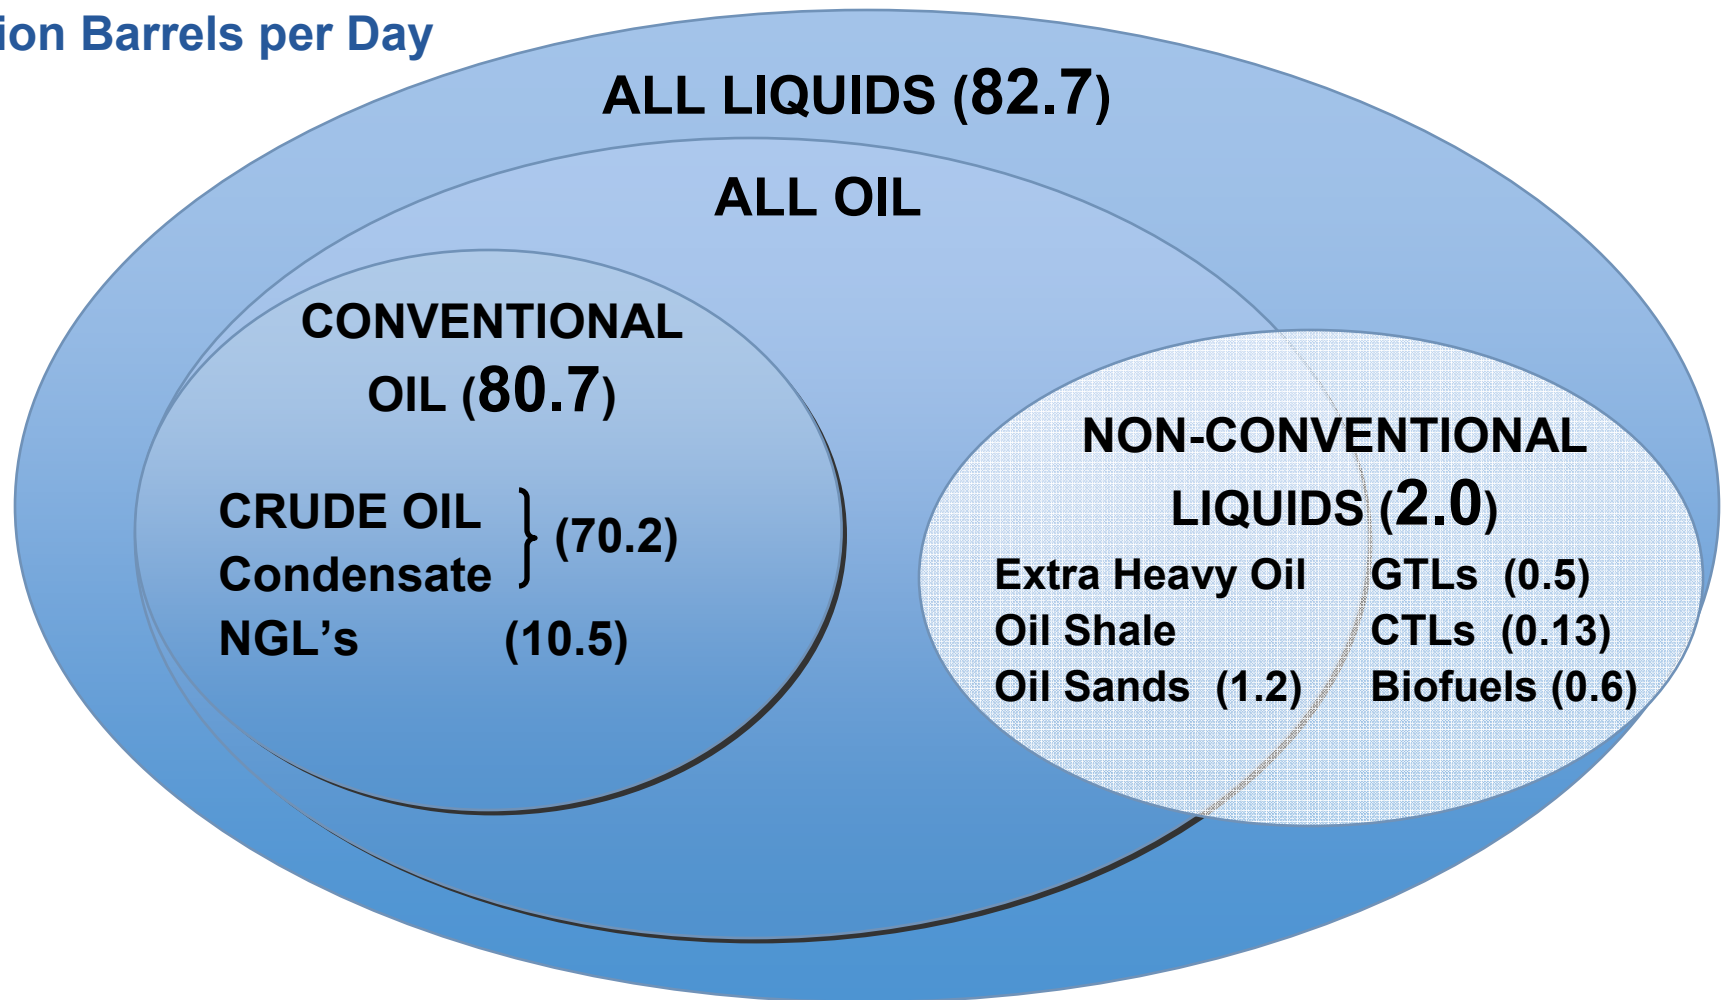 ion Barrels per Day
ALL LIQUIDS (82.7)
ALL OIL
CONVENTIONAL
OIL (80.7)
CRUDE OIL
Condensate
(70.2)
NGL’s (10.5)
NON-CONVENTIONAL
LIQUIDS (2.0)
Extra Heavy Oil
Oil Shale
Oil Sands (1.2)
GTLs (0.5)
CTLs (0.13)
Biofuels (0.6)